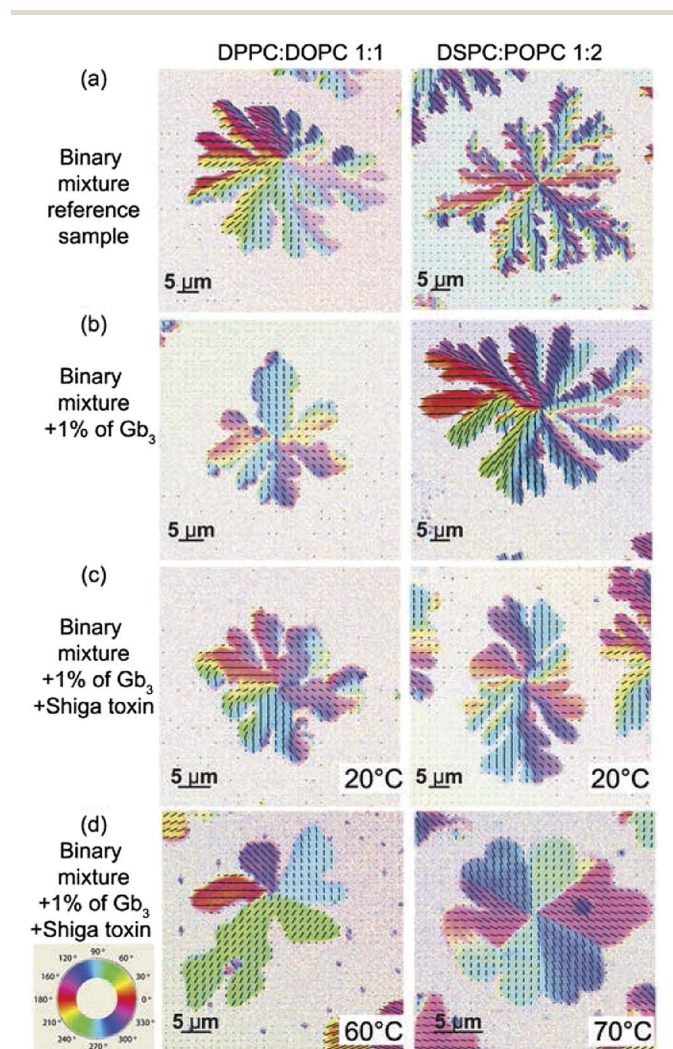 DPPC:DOPC 1:1 DSPC:POPC 1:2
(a)
Binary
mixture
reference
sample
5 µm
5 µm
(b)
Binary
mixture
+1% of Gb₃
5 µm
5 µm
(c)
Binary
mixture
+1% of Gb₃
+Shiga toxin
5 µm
20°C
5 µm
20°C
(d)
Binary
mixture
+1% of Gb₃
+Shiga toxin
90°
120° 60°
160° 30°
180° 0°
210° 330°
240° 300°
270°
5 µm
60°C
5 µm
70°C